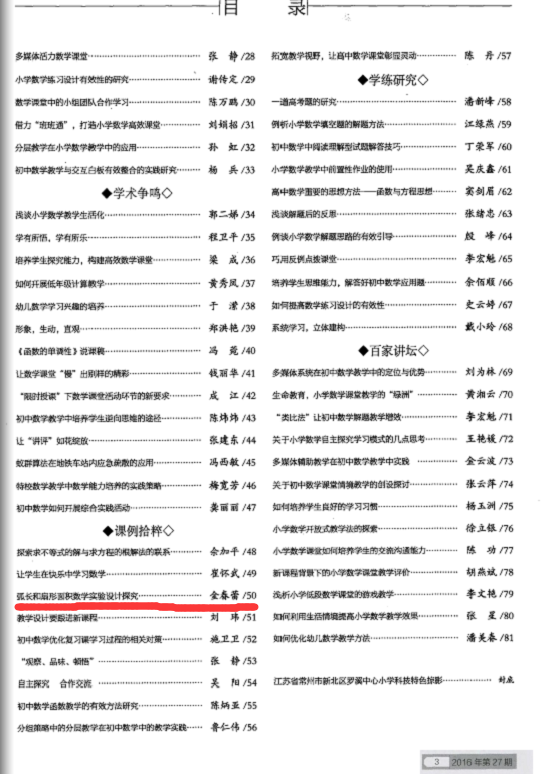 目 录
多媒体活力数学课堂 张 静/28
小学数学练习设计有效性的研究 谢传定/29
数学课堂中的小组团队合作学习 陈万鹏/30
借力“班班通”，打造小学数学高效课堂 刘娟招/31
分层教学在小学数学教学中的应用 孙 虹/32
初中数学教学与交互白板有效整合的实践研究 杨 兵/33
◆学术争鸣◇
浅谈小学数学教学生活化 郭二娣/34
学有所悟，学有所乐 程卫平/35
培养学生探究能力，构建高效数学课堂 梁 成/36
如何开展低年级计算教学 黄秀凤/37
幼儿数学学习兴趣的培养 于 潆/38
形象，生动，直观 郑洪艳/39
《函数的单调性》说课稿 冯 菀/40
让数学课堂“慢”出别样的精彩 钱丽华/41
“限时授课”下数学课堂活动环节的新要求 成 江/42
初中数学教学中培养学生逆向思维的途径 陈炜炜/43
让“讲评”如花绽放 张建东/44
蚁群算法在地铁车站内应急疏散的应用 冯西敏/45
特校数学教学中数学能力培养的实践策略 梅宽芳/46
初中数学如何开展综合实践活动 龚丽丽/47
◆课例拾粹◇
探索求不等式的解与求方程的根解法的联系 余加平/48
让学生在快乐中学习数学 崔怀武/49
弧长和扇形面积数学实验设计探究 金春蕾/50
教学设计要跟进新课程 刘 玮/51
初中数学优化复习课学习过程的相关对策 施卫卫/52
“观察、品味、顿悟” 张 静/53
自主探究 合作交流 吴 阳/54
初中数学函数教学的有效方法研究 陈炳亚/55
分组策略中的分层教学在初中数学中的教学实践 鲁仁伟/56
拓宽教学视野，让高中数学课堂彰显灵动 陈 丹/57
◆学练研究◇
一道高考题的研究 潘新峰/58
例析小学数学填空题的解题方法 江绿燕/59
初中数学中阅读理解型试题解答技巧 丁荣军/60
小学数学教学中前置性作业的使用 吴庆鑫/61
高中数学重要的思想方法——函数与方程思想 窦剑眉/62
浅谈解题后的反思 张绪忠/63
例谈小学数学解题思路的有效引导 殷 峰/64
巧用反例点拨课堂 李宏魁/65
培养学生思维能力，解答好初中数学应用题 余佰顺/66
如何提高数学练习设计的有效性 史云婷/67
系统学习，立体建构 戴小玲/68
◆百家讲坛◇
多媒体系统在初中数学教学中的定位与优势 刘为林/69
生命教育，小学数学课堂教学的“绿洲” 黄湘云/70
“类比法”让初中数学解题教学增效 李宏魁/71
关于小学数学自主探究学习模式的几点思考 王艳媛/72
多媒体辅助教学在初中数学教学中实践 金云波/73
关于初中数学课堂情境教学的创设探讨 张云萍/74
如何培养学生良好的学习习惯 杨玉洲/75
小学数学开放式教学法的探索 徐立银/76
小学数学课堂如何培养学生的交流沟通能力 陈 功/77
新课程背景下的小学数学课堂教学评价 胡燕斌/78
浅析小学低段数学课堂的游戏教学 李文艳/79
如何利用生活情境提高小学数学教学效果 张 星/80
如何优化幼儿数学教学方法 潘美春/81
江苏省常州市新北区罗溪中心小学科技特色掠影 封底
3 2016年第27期